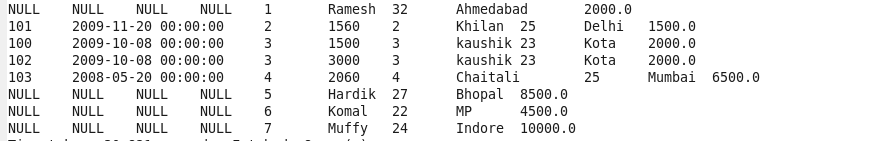 NULL NULL NULL NULL 1 Ramesh 32 Ahmedabad 2000.0
101 2009-11-20 00:00:00 2 1560 2 Khilan 25 Delhi 1500.0
100 2009-10-08 00:00:00 3 1500 3 kaushik 23 Kota 2000.0
102 2009-10-08 00:00:00 3 3000 3 kaushik 23 Kota 2000.0
103 2008-05-20 00:00:00 4 2060 4 Chaitali 25 Mumbai 6500.0
NULL NULL NULL NULL 5 Hardik 27 Bhopal 8500.0
NULL NULL NULL NULL 6 Komal 22 MP 4500.0
NULL NULL NULL NULL 7 Muffy 24 Indore 10000.0